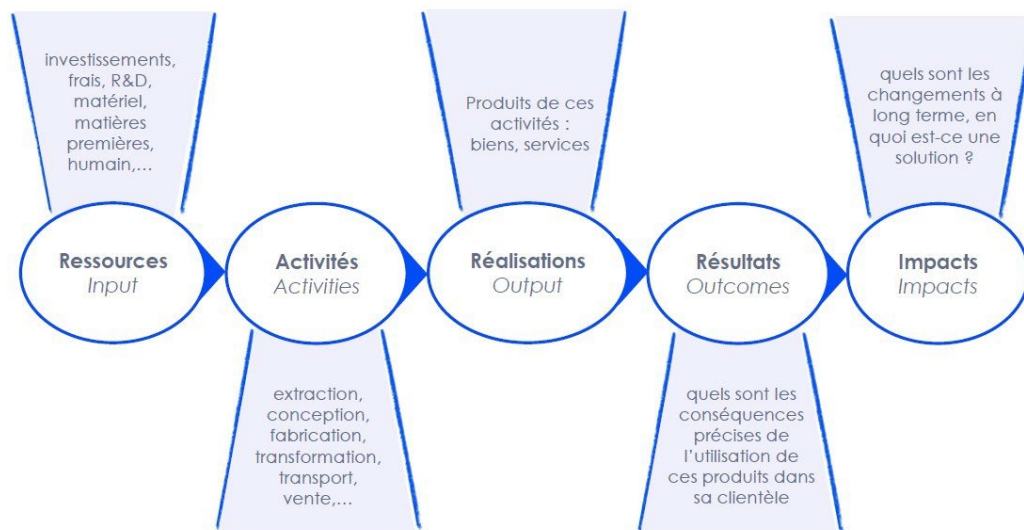 investissements,
frais, R&D,
matériel,
matières
premières,
humain,...
Produits de ces
activités :
biens, services
quels sont les
changements à
long terme, en
quoi est-ce une
solution ?
Ressources
Input
Activités
Activities
Réalisations
Output
Résultats
Outcomes
Impacts
Impacts
extraction,
conception,
fabrication,
transformation,
transport,
vente,...
quels sont les
conséquences
précises de
l'utilisation de
ces produits dans
sa clientèle